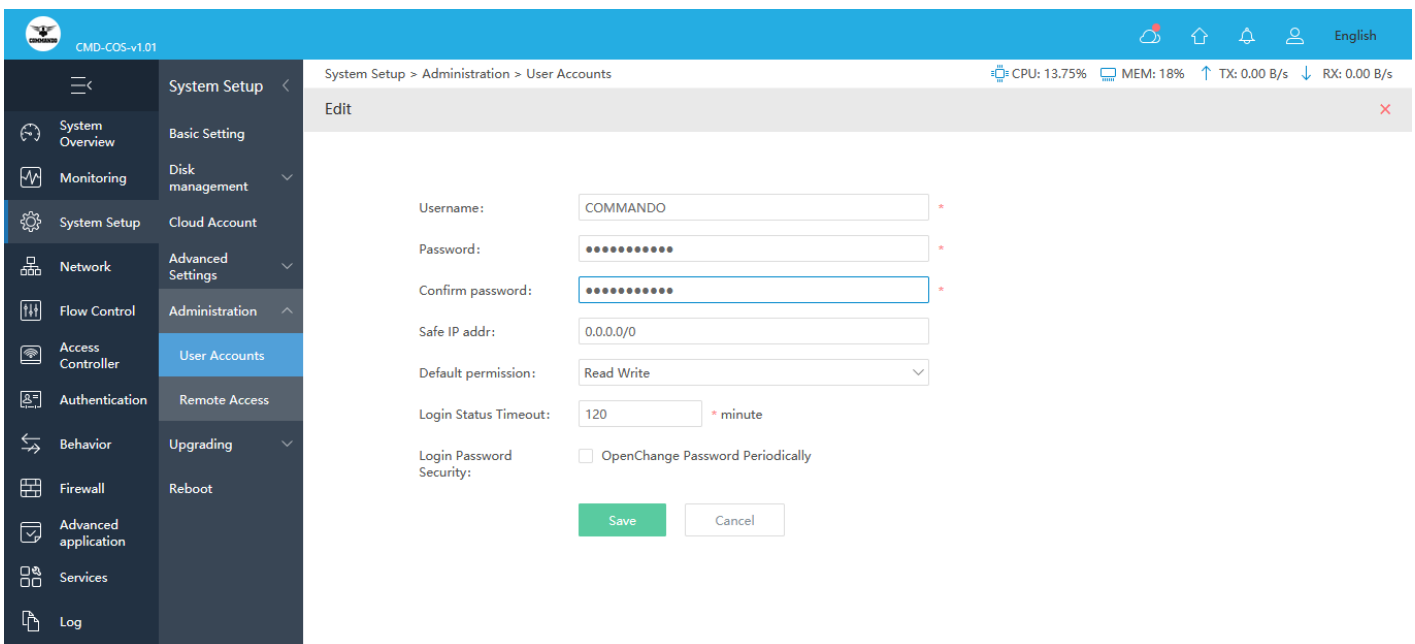 COMMANDO
CMD-COS-v1.01
English
System Setup
System Setup > Administration > User Accounts
CPU: 13.75%
MEM: 18%
TX: 0.00 B/s
RX: 0.00 B/s
Edit
System
Overview
Monitoring
System Setup
Network
Flow Control
Access
Controller
Authentication
Behavior
Firewall
Advanced
application
Services
Log
Basic Setting
Disk
management
Cloud Account
Advanced
Settings
Administration
User Accounts
Remote Access
Upgrading
Reboot
Username: COMMANDO *
Password: ●●●●●●●●●●● *
Confirm password: ●●●●●●●●●●● *
Safe IP addr: 0.0.0.0/0
Default permission: Read Write
Login Status Timeout: 120 * minute
Login Password
Security:
OpenChange Password Periodically
Save
Cancel